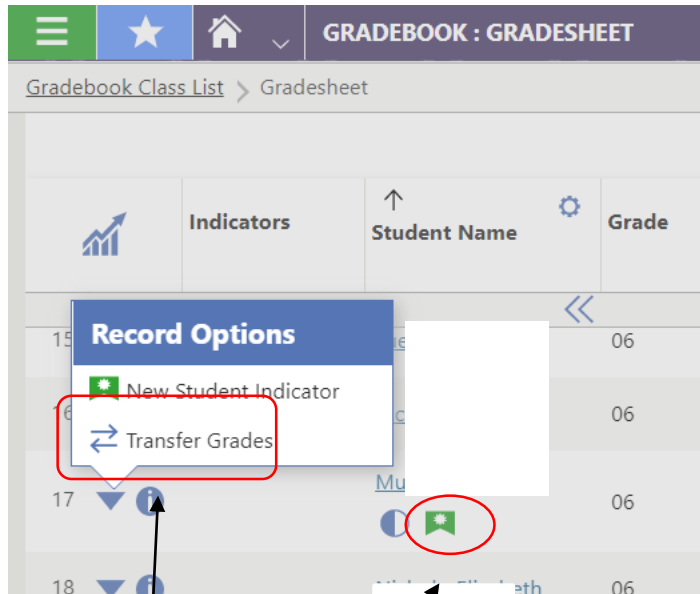 GRADEBOOK : GRADESHEET
Gradebook Class List > Gradesheet
Indicators
Student Name
Grade
Record Options
15
06
New Student Indicator
16
06
Transfer Grades
17
Mu
06
18
06